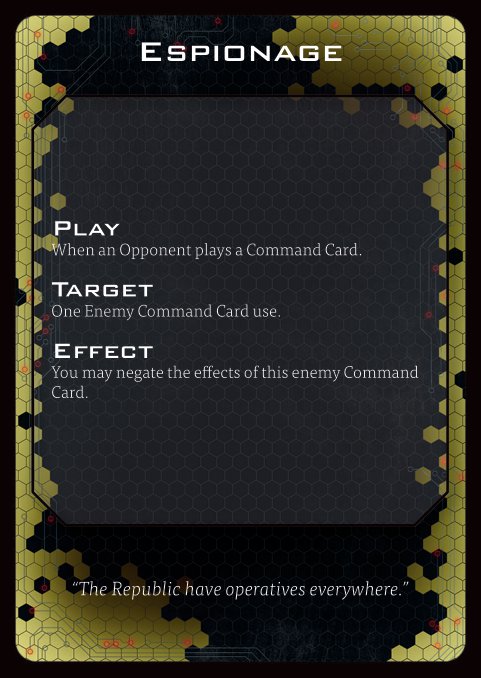 Espionage
Play
When an Opponent plays a Command Card.
Target
One Enemy Command Card use.
Effect
You may negate the effects of this enemy Command
Card.
“The Republic have operatives everywhere.”